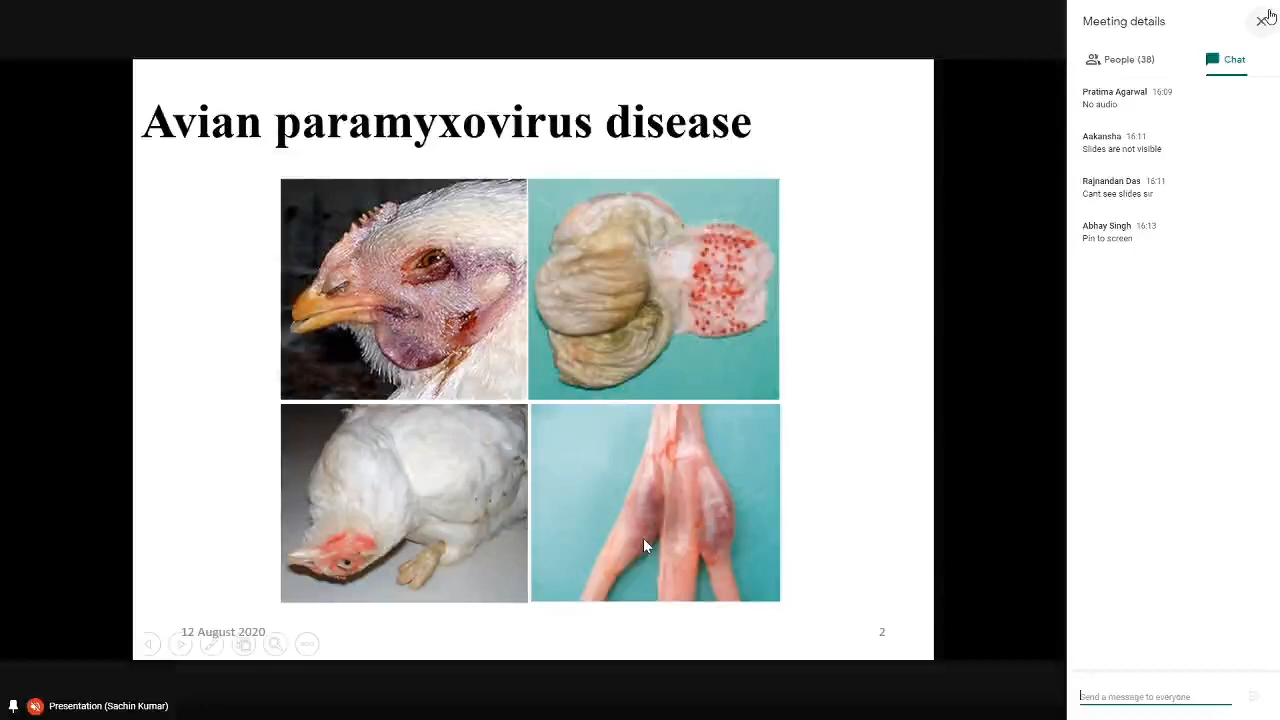 Avian paramyxovirus disease
12 August 2020
2
Presentation (Sachin Kumar)
Meeting details
People (38)
Chat
Pratima Agarwal 16:09
No audio
Aakansha 16:11
Slides are not visible
Rajnandan Das 16:11
Cant see slides sir
Abhay Singh 16:13
Pin to screen
Send a message to everyone